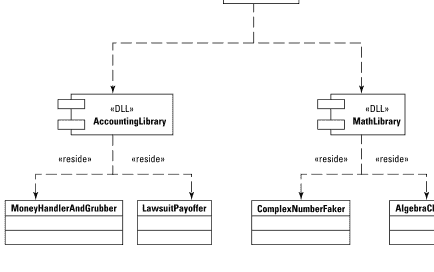 «DLL»
AccountingLibrary
«DLL»
MathLibrary
«reside»
«reside»
«reside»
«reside»
MoneyHandlerAndGrubber
LawsuitPayoffer
ComplexNumberFaker